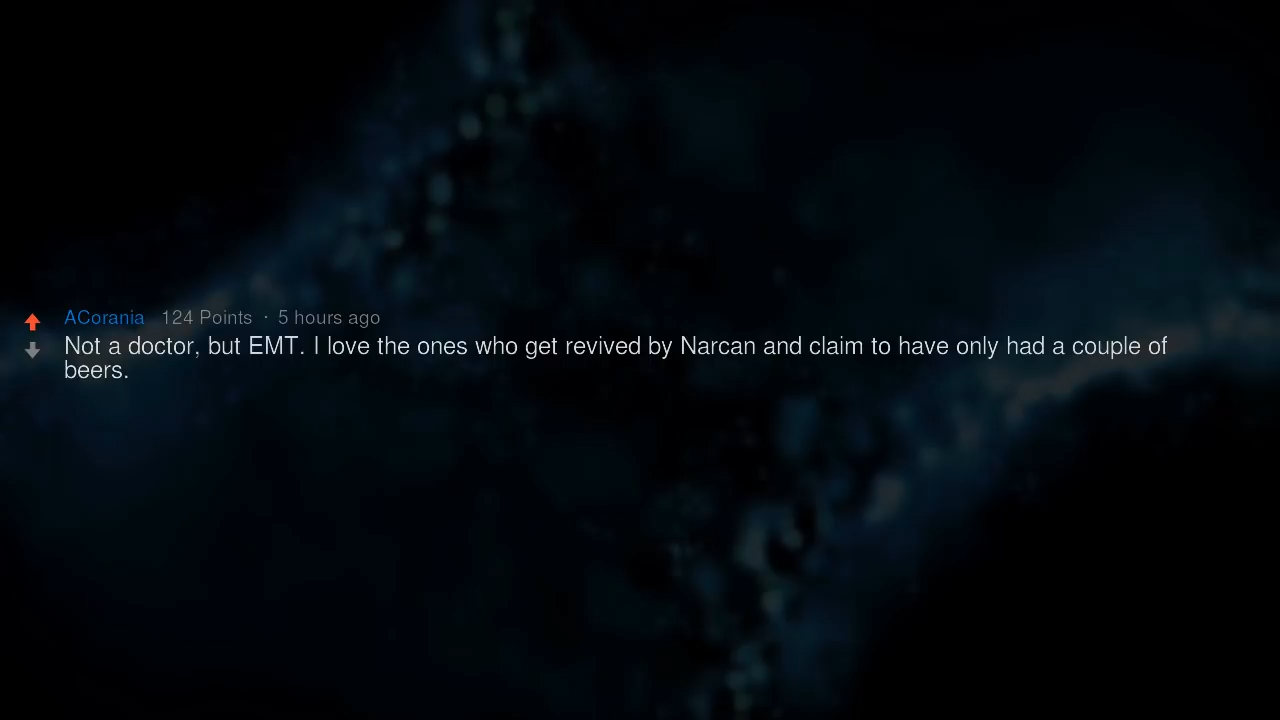 ACorania 124 Points · 5 hours ago
Not a doctor, but EMT. I love the ones who get revived by Narcan and claim to have only had a couple of
beers.